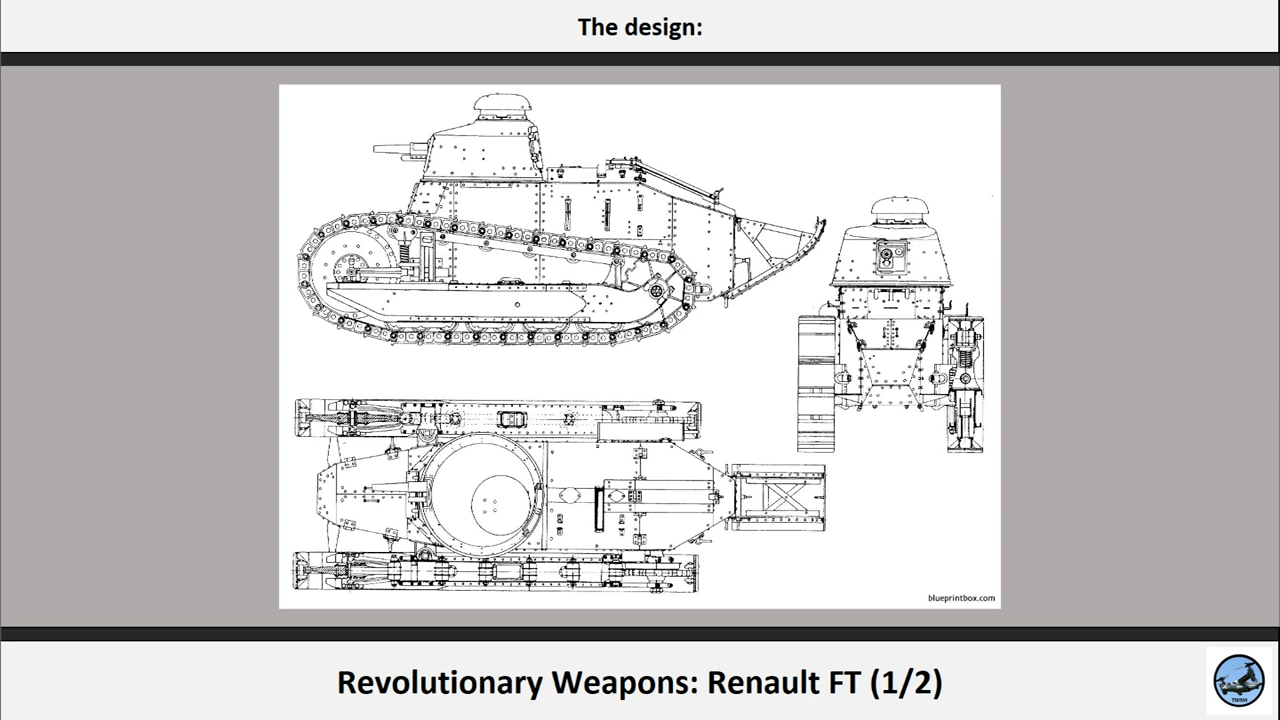 The design:
blueprintbox.com
Revolutionary Weapons: Renault FT (1/2)